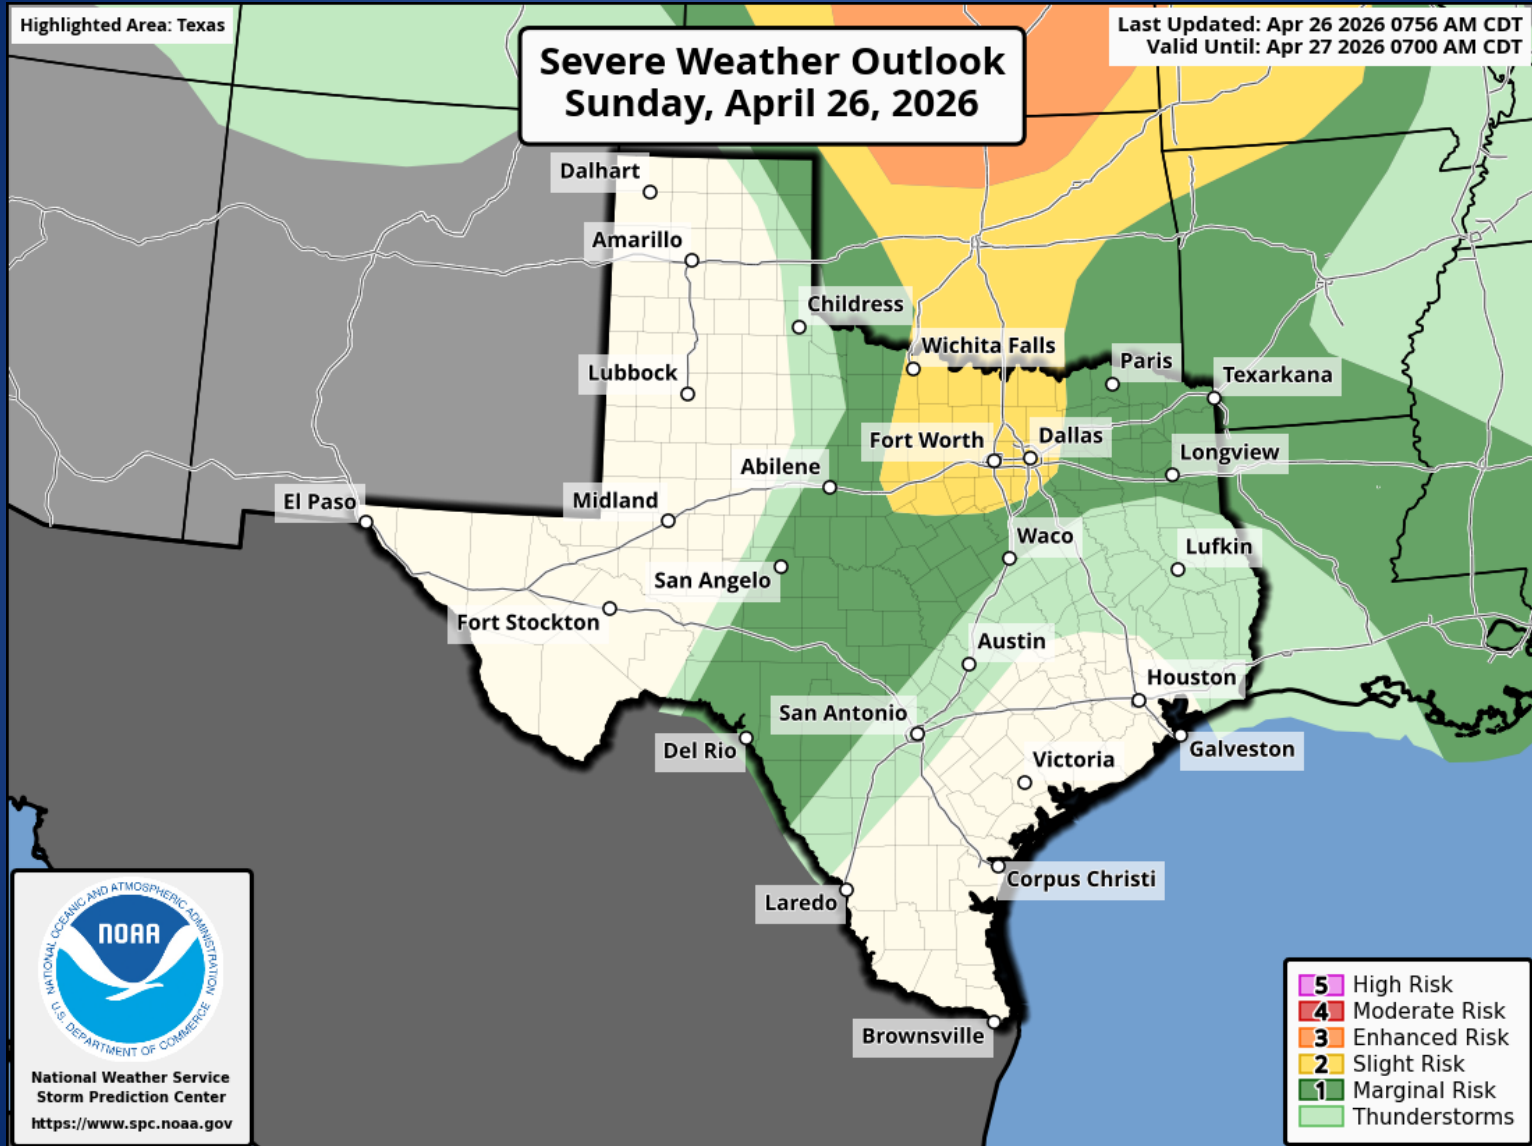 Highlighted Area: Texas
Severe Weather Outlook
Sunday, April 26, 2026
Last Updated: Apr 26 2026 0756 AM CDT
Valid Until: Apr 27 2026 0700 AM CDT
Dalhart
Amarillo
Childress
Wichita Falls
Paris
Lubbock
Texarkana
Fort Worth
Dallas
Longview
Abilene
El Paso
Midland
Waco
Lufkin
San Angelo
Fort Stockton
Austin
Houston
San Antonio
Del Rio
Galveston
Victoria
Corpus Christi
Laredo
Brownsville
NATIONAL OCEANIC AND ATMOSPHERIC ADMINISTRATION
NOAA
U.S. DEPARTMENT OF COMMERCE
National Weather Service
Storm Prediction Center
https://www.spc.noaa.gov
5 High Risk
4 Moderate Risk
3 Enhanced Risk
2 Slight Risk
1 Marginal Risk
Thunderstorms